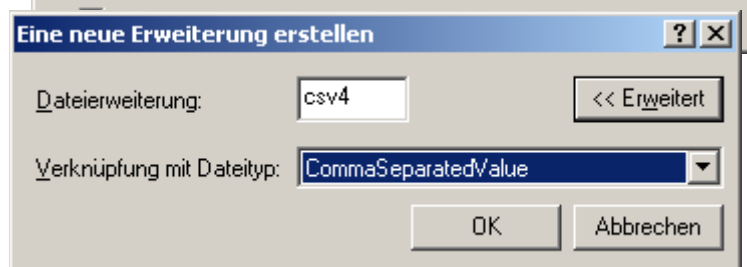 Eine neue Erweiterung erstellen
Dateierweiterung: csv4 << Erweitert
Verknüpfung mit Dateityp: CommaSeparatedValue
OK Abbrechen